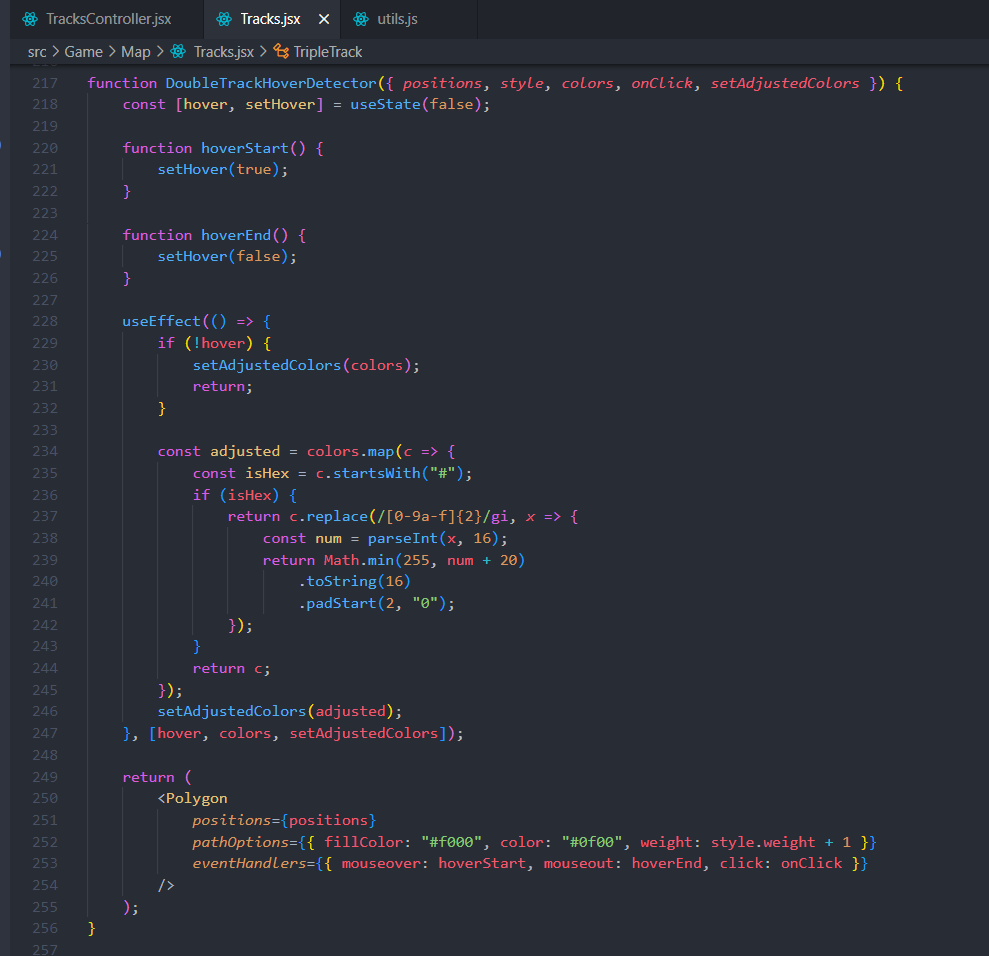 TracksController.jsx Tracks.jsx × utils.js
src > Game > Map > Tracks.jsx > TripleTrack
217 function DoubleTrackHoverDetector({ positions, style, colors, onClick, setAdjustedColors }) {
218 const [hover, setHover] = useState(false);
219
220 function hoverStart() {
221 setHover(true);
222 }
223
224 function hoverEnd() {
225 setHover(false);
226 }
227
228 useEffect(() => {
229 if (!hover) {
230 setAdjustedColors(colors);
231 return;
232 }
233
234 const adjusted = colors.map(c => {
235 const isHex = c.startsWith("#");
236 if (isHex) {
237 return c.replace(/[0-9a-f]{2}/gi, x => {
238 const num = parseInt(x, 16);
239 return Math.min(255, num + 20)
240 .toString(16)
241 .padStart(2, "0");
242 });
243 }
244 return c;
245 });
246 setAdjustedColors(adjusted);
247 }, [hover, colors, setAdjustedColors]);
248
249 return (
250 <Polygon
251 positions={positions}
252 pathOptions={{ fillColor: "#f000", color: "#0f00", weight: style.weight + 1 }}
253 eventHandlers={{ mouseover: hoverStart, mouseout: hoverEnd, click: onClick }}
254 />
255 );
256 }
257